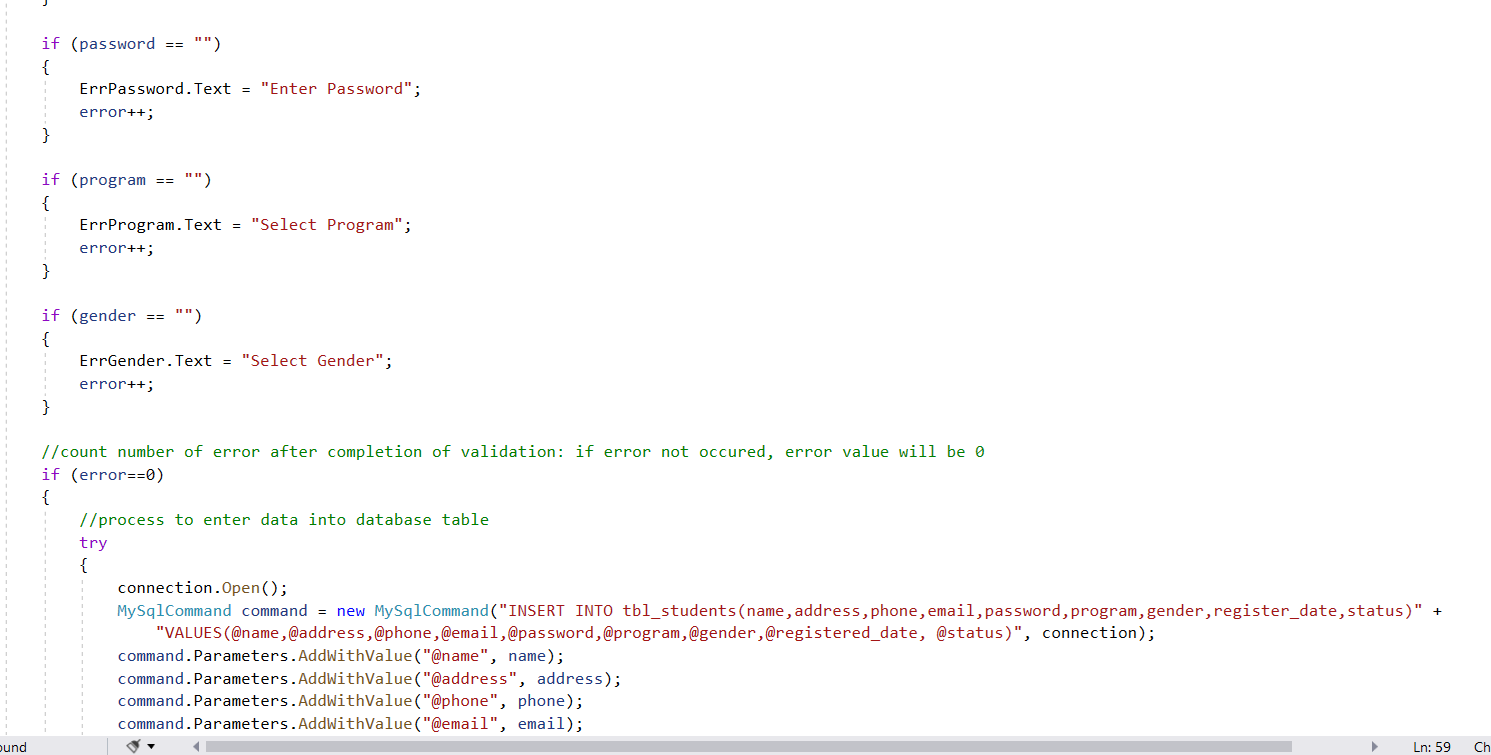 }
if (password == "")
{
ErrPassword.Text = "Enter Password";
error++;
}
if (program == "")
{
ErrProgram.Text = "Select Program";
error++;
}
if (gender == "")
{
ErrGender.Text = "Select Gender";
error++;
}
//count number of error after completion of validation: if error not occured, error value will be 0
if (error==0)
{
//process to enter data into database table
try
{
connection.Open();
MySqlCommand command = new MySqlCommand("INSERT INTO tbl_students(name,address,phone,email,password,program,gender,register_date,status)" +
"VALUES(@name,@address,@phone,@email,@password,@program,@gender,@registered_date, @status)", connection);
command.Parameters.AddWithValue("@name", name);
command.Parameters.AddWithValue("@address", address);
command.Parameters.AddWithValue("@phone", phone);
command.Parameters.AddWithValue("@email", email);
ound Ln: 59 Ch